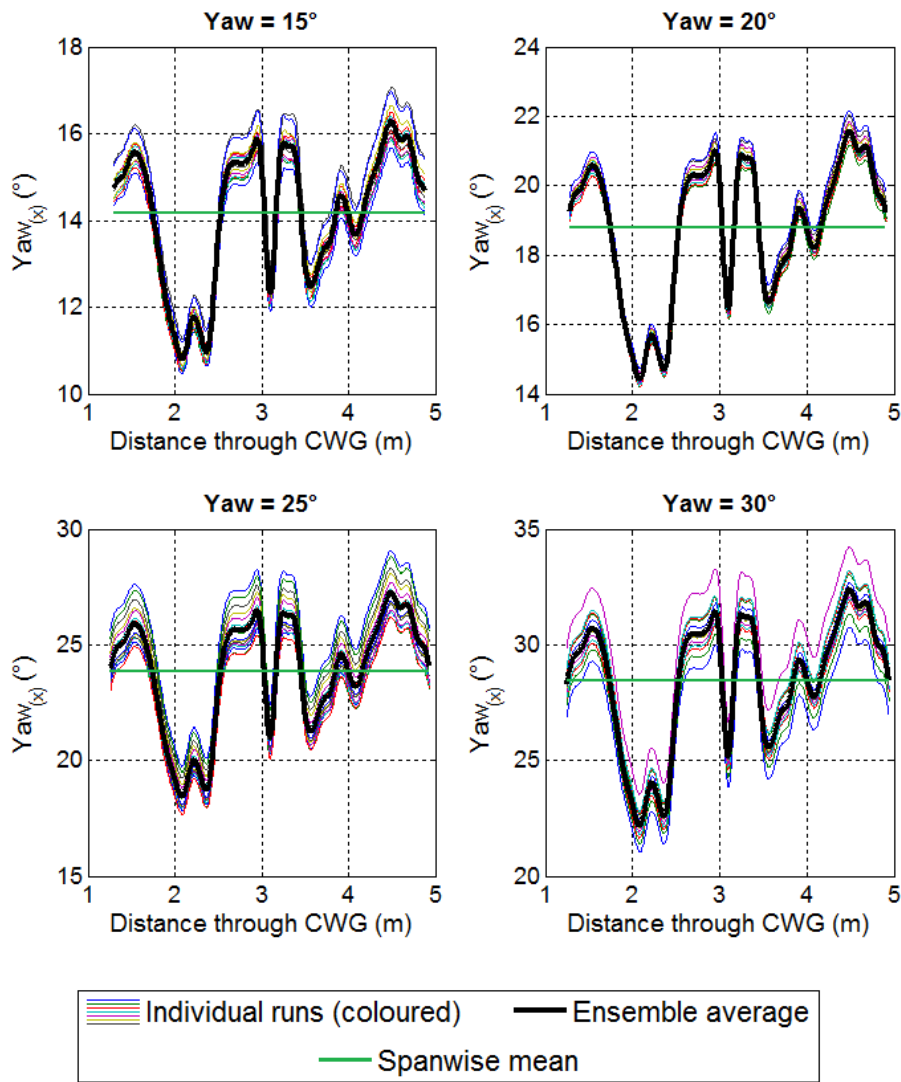 Yaw = 15°
18
16
14
12
10
1
2
3
4
5
Yaw(x) (°)
Distance through CWG (m)
Yaw = 20°
24
22
20
18
16
14
1
2
3
4
5
Yaw(x) (°)
Distance through CWG (m)
Yaw = 25°
30
25
20
15
1
2
3
4
5
Yaw(x) (°)
Distance through CWG (m)
Yaw = 30°
35
30
25
20
1
2
3
4
5
Yaw(x) (°)
Distance through CWG (m)
Individual runs (coloured)
Ensemble average
Spanwise mean